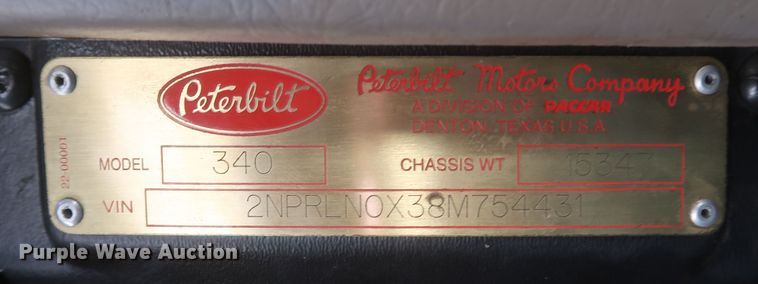 Peterbilt
Peterbilt Motors Company
A DIVISION OF PACCAR
DENTON, TEXAS U.S.A
MODEL 340 CHASSIS WT 15347
VIN 2NPRLN0X38M754431
22-00001
Purple Wave Auction